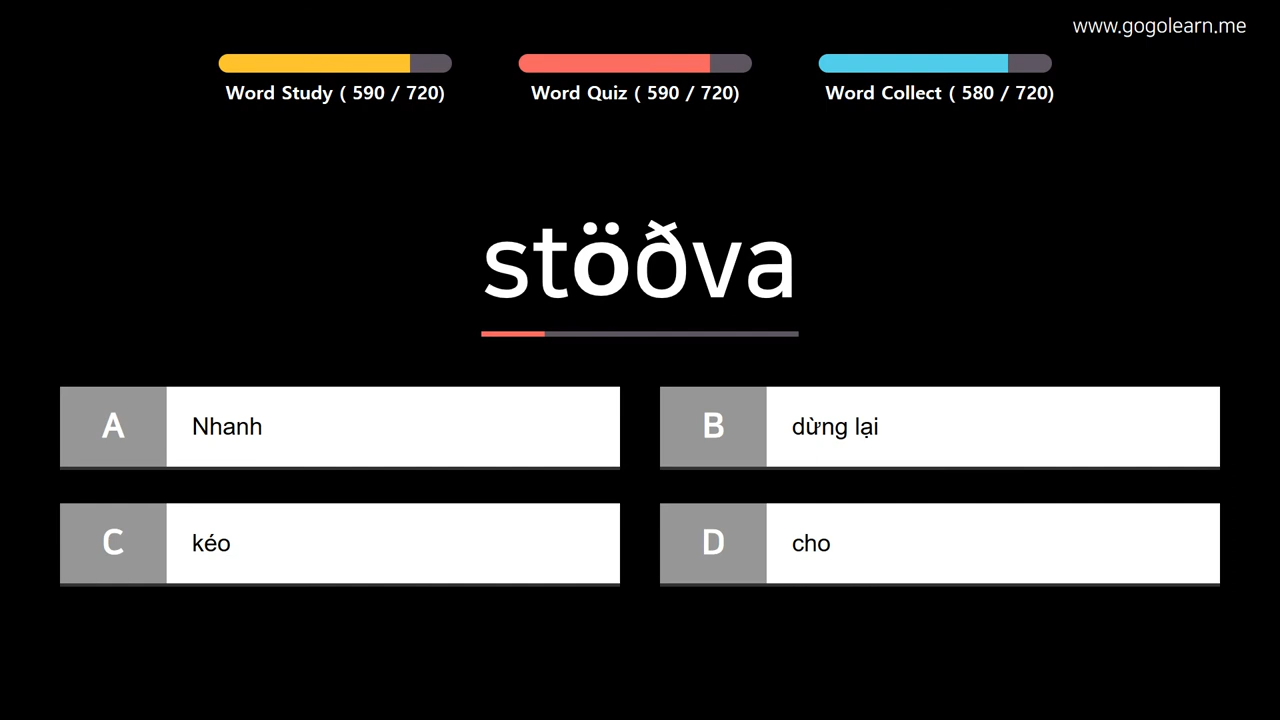 www.gogolearn.me
Word Study ( 590 / 720)
Word Quiz ( 590 / 720)
Word Collect ( 580 / 720)
stöðva
A Nhanh
B dừng lại
C kéo
D cho